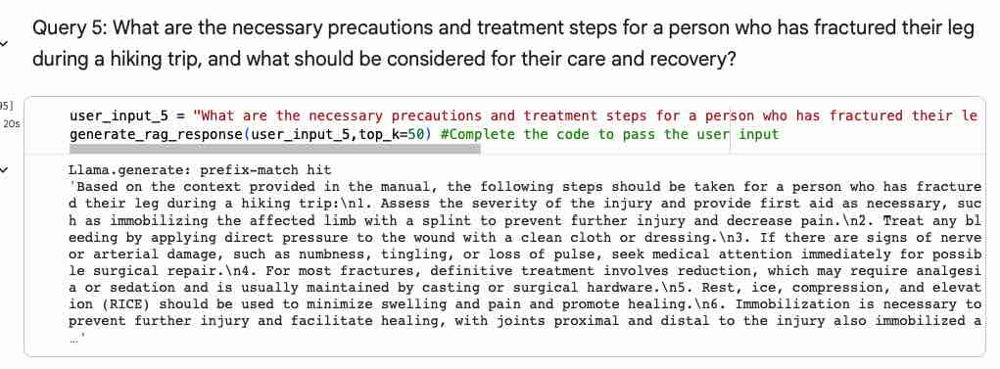 Query 5: What are the necessary precautions and treatment steps for a person who has fractured their leg
during a hiking trip, and what should be considered for their care and recovery?
95]
20s
user_input_5 = "What are the necessary precautions and treatment steps for a person who has fractured their le
generate_rag_response(user_input_5,top_k=50) #Complete the code to pass the user input
Llama.generate: prefix-match hit
'Based on the context provided in the manual, the following steps should be taken for a person who has fracture
d their leg during a hiking trip:\n1. Assess the severity of the injury and provide first aid as necessary, suc
h as immobilizing the affected limb with a splint to prevent further injury and decrease pain.\n2. Treat any bl
eeding by applying direct pressure to the wound with a clean cloth or dressing.\n3. If there are signs of nerve
or arterial damage, such as numbness, tingling, or loss of pulse, seek medical attention immediately for possib
le surgical repair.\n4. For most fractures, definitive treatment involves reduction, which may require analgesi
a or sedation and is usually maintained by casting or surgical hardware.\n5. Rest, ice, compression, and elevat
ion (RICE) should be used to minimize swelling and pain and promote healing.\n6. Immobilization is necessary to
prevent further injury and facilitate healing, with joints proximal and distal to the injury also immobilized a
…'